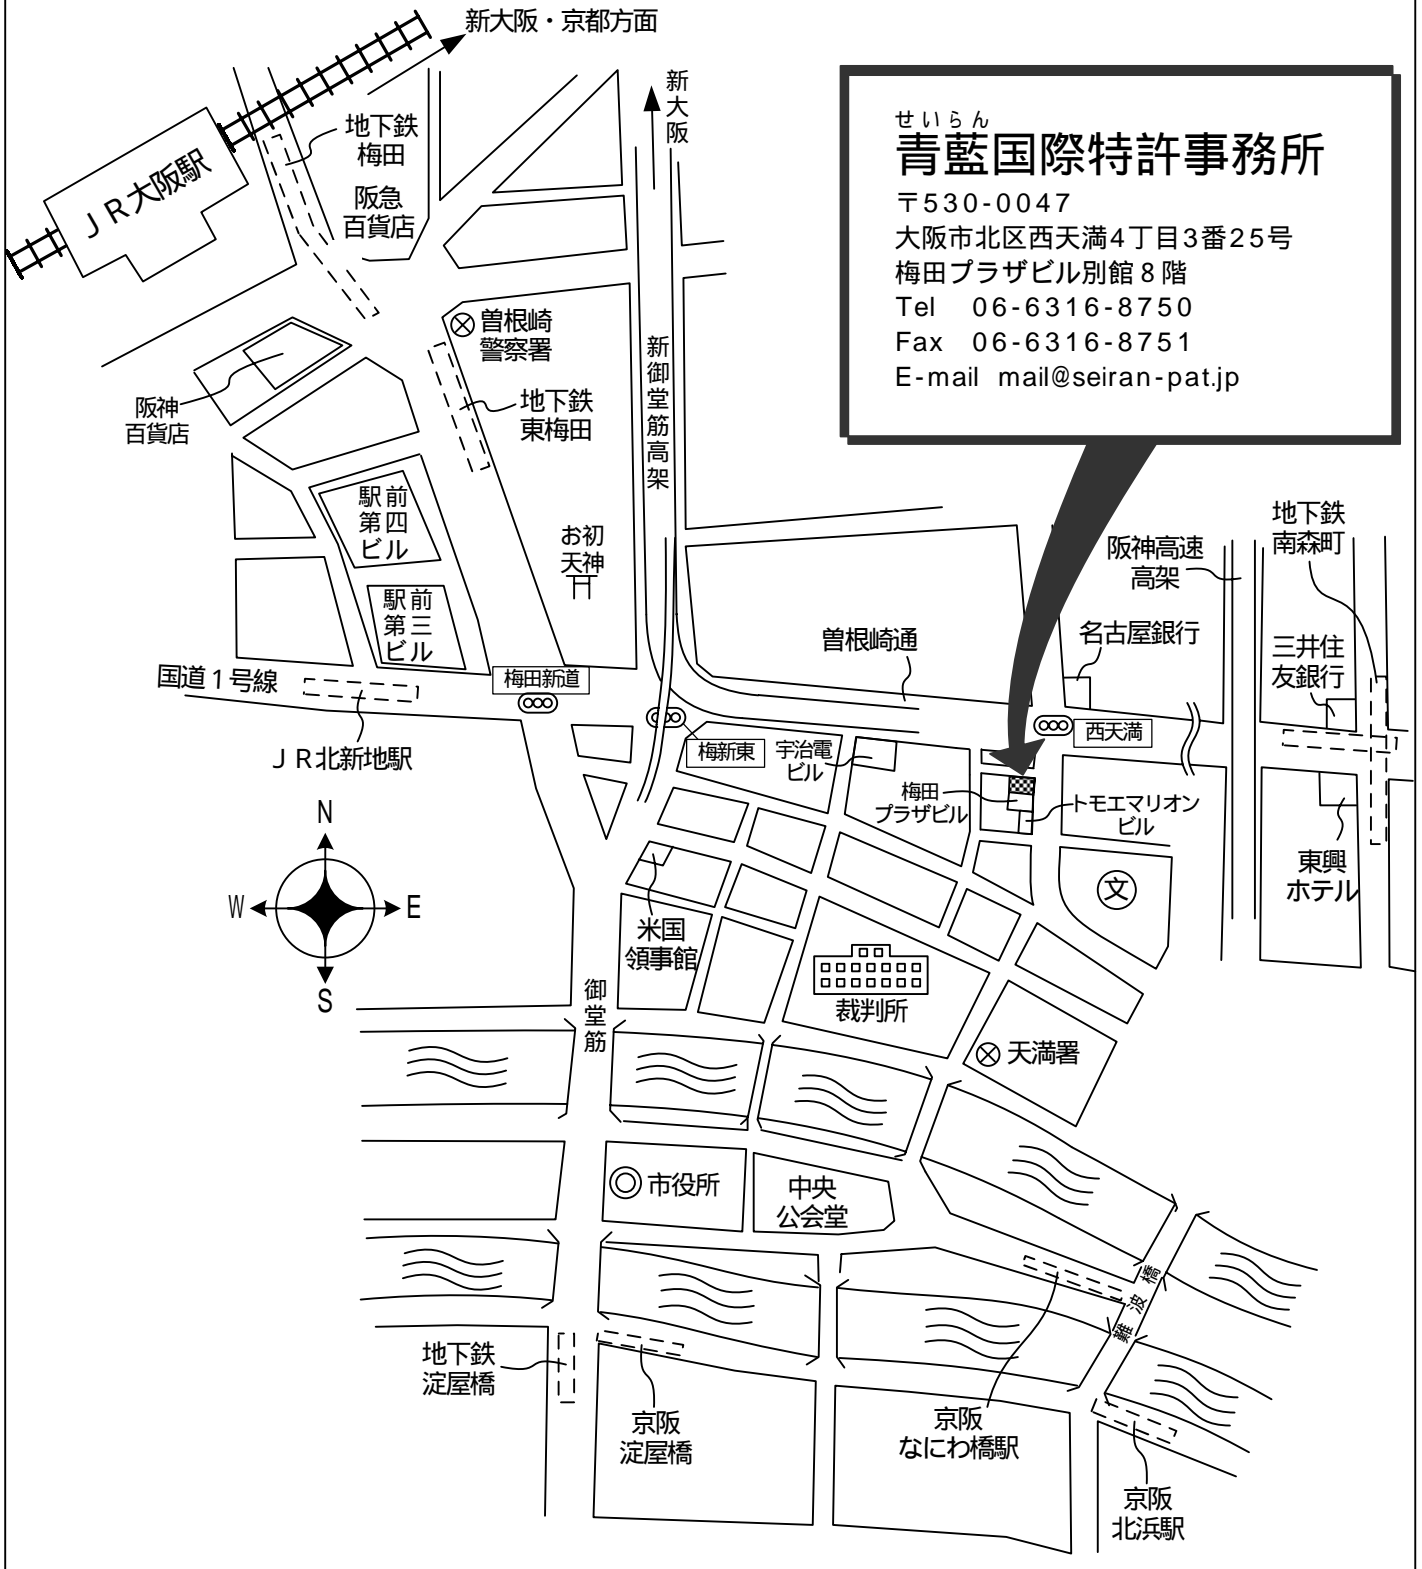 新大阪・京都方面
新大阪
ＪＲ大阪駅
地下鉄
梅田
阪急
百貨店
せいらん
青藍国際特許事務所
〒530-0047
大阪市北区西天満4丁目3番25号
梅田プラザビル別館8階
Tel 06-6316-8750
Fax 06-6316-8751
E-mail mail@seiran-pat.jp
曽根崎
警察署
新御堂筋高架
阪神
百貨店
地下鉄
東梅田
駅前
第四
ビル
お初
天神
駅前
第三
ビル
阪神高速
高架
地下鉄
南森町
曽根崎通
名古屋銀行
三井住
友銀行
国道1号線
梅田新道
ＪＲ北新地駅
梅新東
宇治電
ビル
西天満
梅田
プラザビル
トモエマリオン
ビル
東興
ホテル
N
W
E
S
文
米国
領事館
裁判所
御堂筋
天満署
市役所
中央
公会堂
難波橋
地下鉄
淀屋橋
京阪
淀屋橋
京阪
なにわ橋駅
京阪
北浜駅